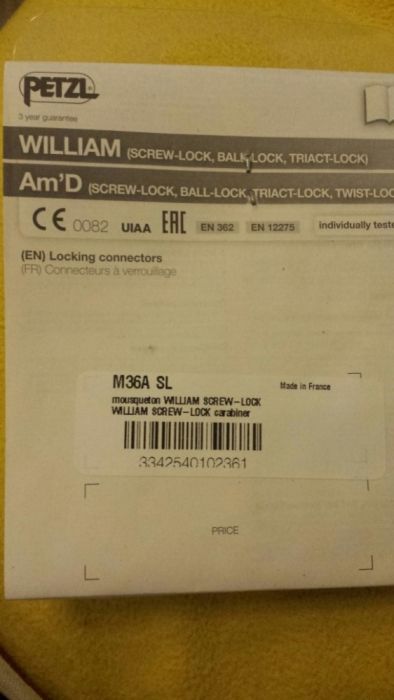 PETZL
3 year guarantee
WILLIAM (SCREW-LOCK, BALL-LOCK, TRIACT-LOCK)
Am'D (SCREW-LOCK, BALL-LOCK, TRIACT-LOCK, TWIST-LOC
CE 0082 UIAA EAC EN 362 EN 12275 individually teste
(EN) Locking connectors
(FR) Connecteurs à verrouillage
M36A SL Made in France
mousqueton WILLIAM SCREW-LOCK
WILLIAM SCREW-LOCK carabiner
3342540102361
PRICE